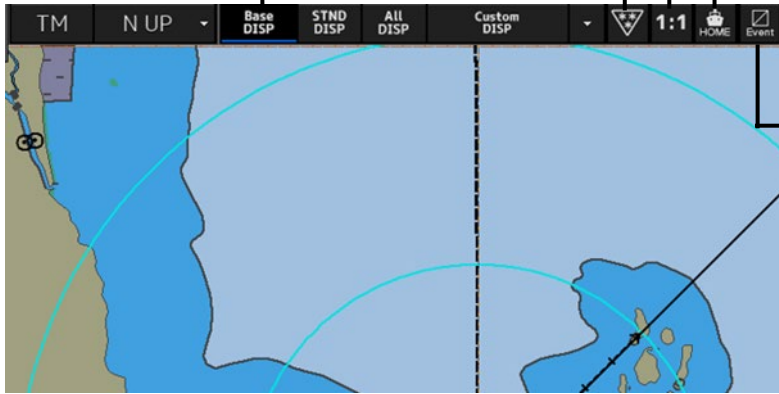 TM
N UP
Base
DISP
STND
DISP
All
DISP
Custom
DISP
1:1
HOME
Event